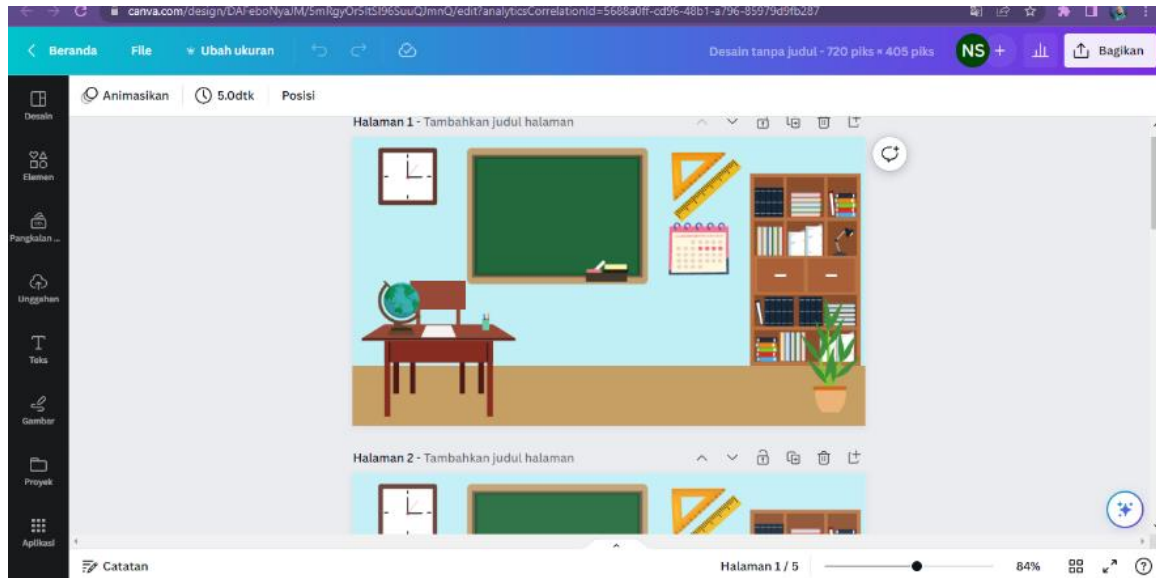 canva.com/design/DAFeboNyaJM/5mRgyOr5ItSI96SuuQJmnQ/edit?analyticsCorrelationId=5688a0ff-cd96-48b1-a796-85979d9fb287
Beranda File Ubah ukuran Desain tanpa judul - 720 piks × 405 piks NS + Bagikan
Animasikan 5.0dtk Posisi
Desain
Elemen
Pangkalan ...
Unggahan
Teks
Gambar
Proyek
Aplikasi
Halaman 1 - Tambahkan judul halaman
Halaman 2 - Tambahkan judul halaman
Catatan Halaman 1 / 5 84%